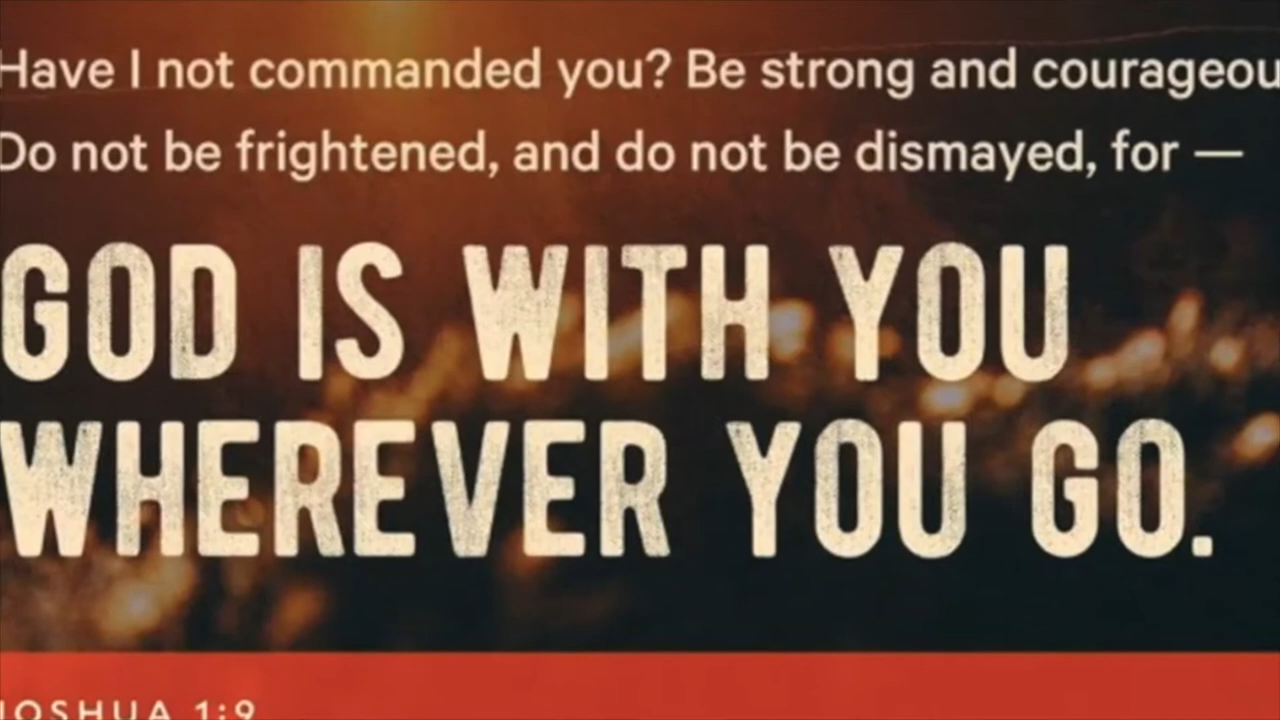 Have I not commanded you? Be strong and courageou
Do not be frightened, and do not be dismayed, for —
GOD IS WITH YOU
WHEREVER YOU GO.
JOSHUA 1:9